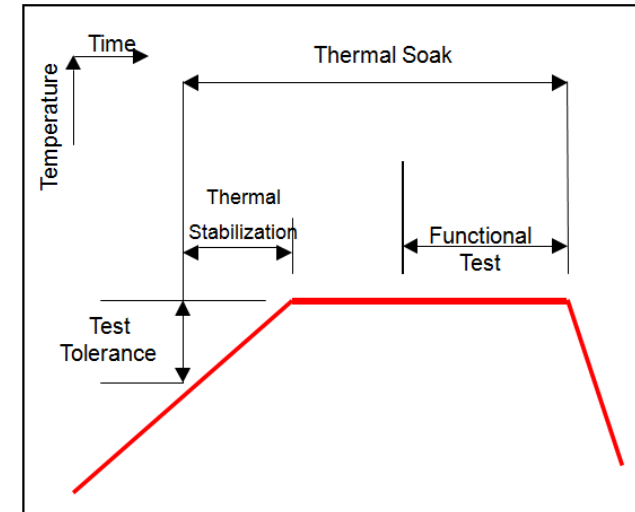 Time
Temperature
Thermal Soak
Thermal
Stabilization
Functional
Test
Test
Tolerance